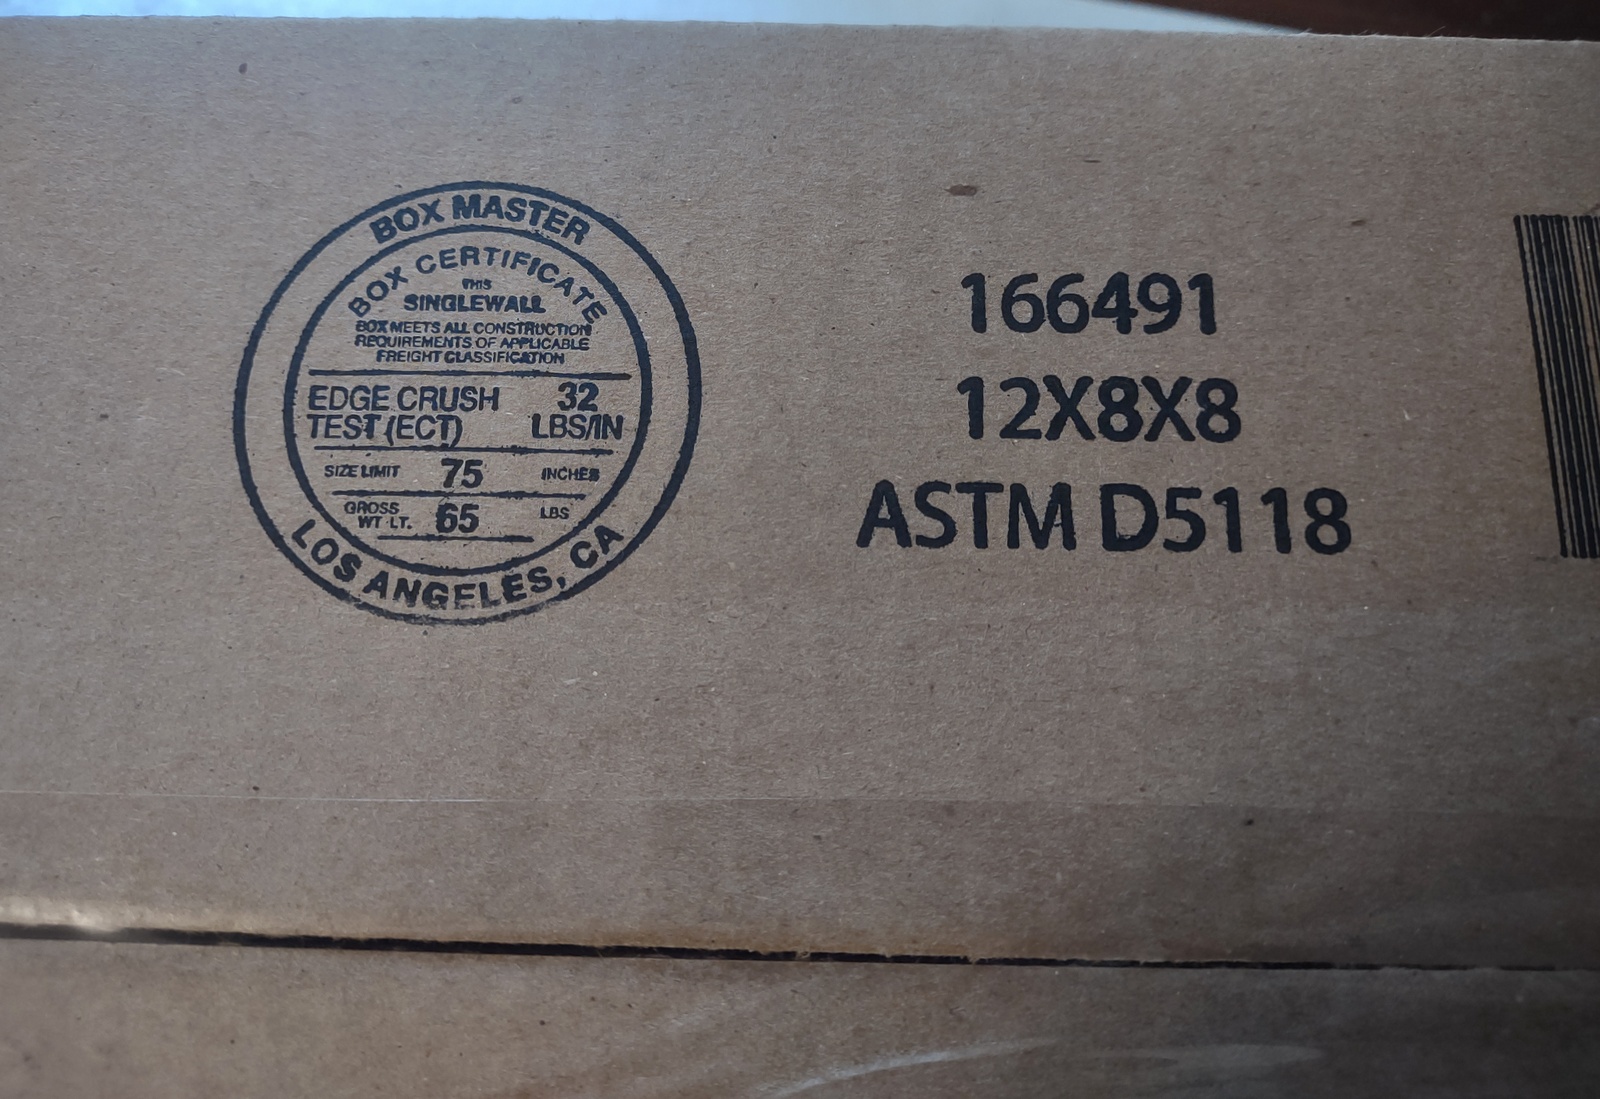 BOX MASTER
BOX CERTIFICATE
THIS
SINGLEWALL
BOX MEETS ALL CONSTRUCTION
REQUIREMENTS OF APPLICABLE
FREIGHT CLASSIFICATION
EDGE CRUSH 32
TEST (ECT) LBS/IN
SIZE LIMIT 75 INCHES
GROSS
WT LT. 65 LBS
LOS ANGELES, CA
166491
12X8X8
ASTM D5118